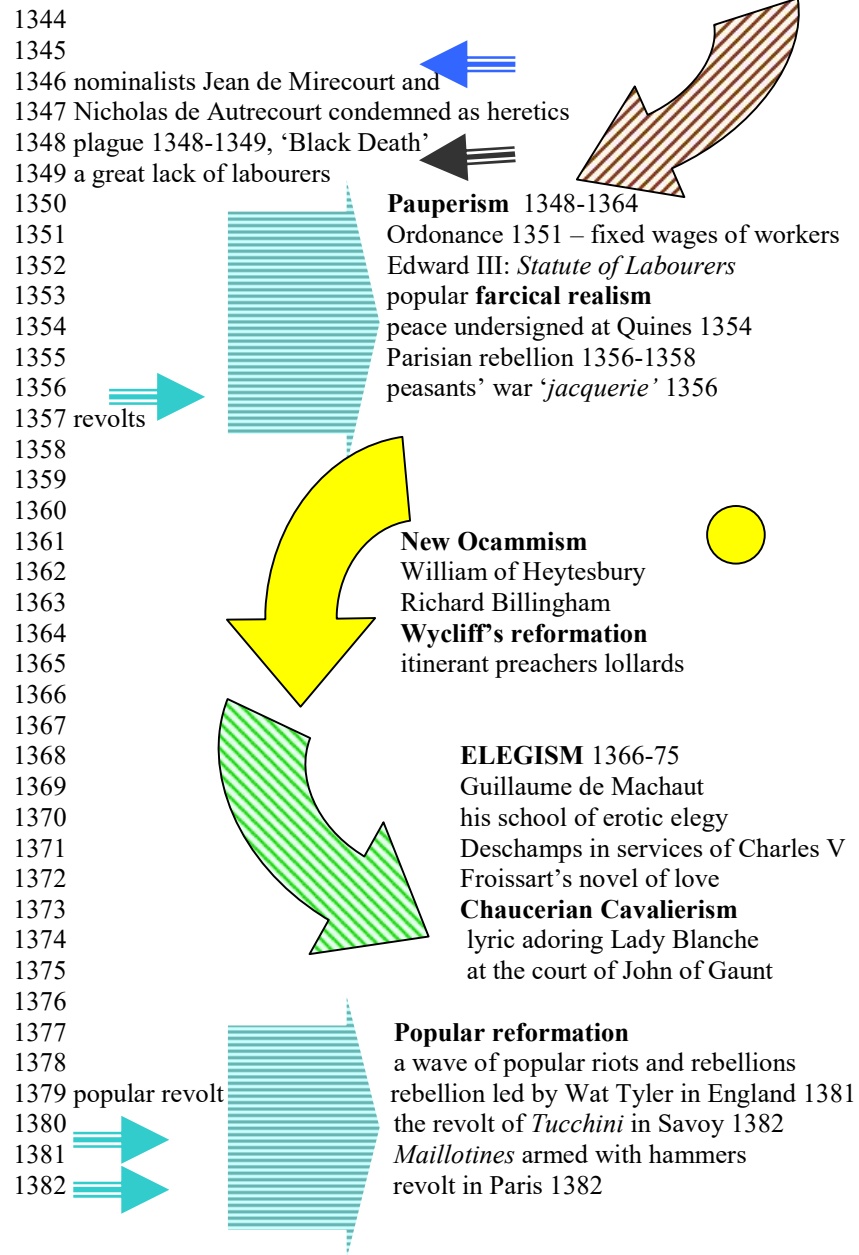 1344
1345
1346 nominalists Jean de Mirecourt and
1347 Nicholas de Autrecourt condemned as heretics
1348 plague 1348-1349, ‘Black Death’
1349 a great lack of labourers
1350 Pauperism 1348-1364
1351 Ordonance 1351 – fixed wages of workers
1352 Edward III: Statute of Labourers
1353 popular farcical realism
1354 peace undersigned at Quines 1354
1355 Parisian rebellion 1356-1358
1356 peasants’ war ‘jacquerie’ 1356
1357 revolts
1358
1359
1360
1361 New Ocammism
1362 William of Heytesbury
1363 Richard Billingham
1364 Wycliff’s reformation
1365 itinerant preachers lollards
1366
1367
1368 ELEGISM 1366-75
1369 Guillaume de Machaut
1370 his school of erotic elegy
1371 Deschamps in services of Charles V
1372 Froissart’s novel of love
1373 Chaucerian Cavalierism
1374 lyric adoring Lady Blanche
1375 at the court of John of Gaunt
1376
1377 Popular reformation
1378 a wave of popular riots and rebellions
1379 popular revolt rebellion led by Wat Tyler in England 1381
1380 the revolt of Tucchini in Savoy 1382
1381 Maillotines armed with hammers
1382 revolt in Paris 1382